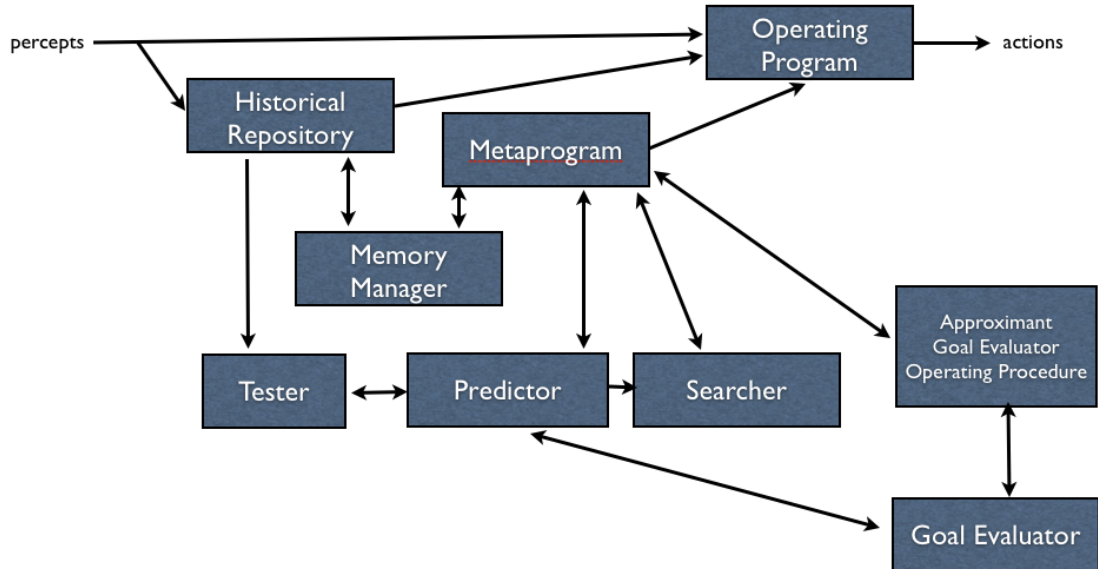 percepts
Operating
Program
actions
Historical
Repository
Metaprogram
Memory
Manager
Approximant
Goal Evaluator
Operating Procedure
Tester
Predictor
Searcher
Goal Evaluator